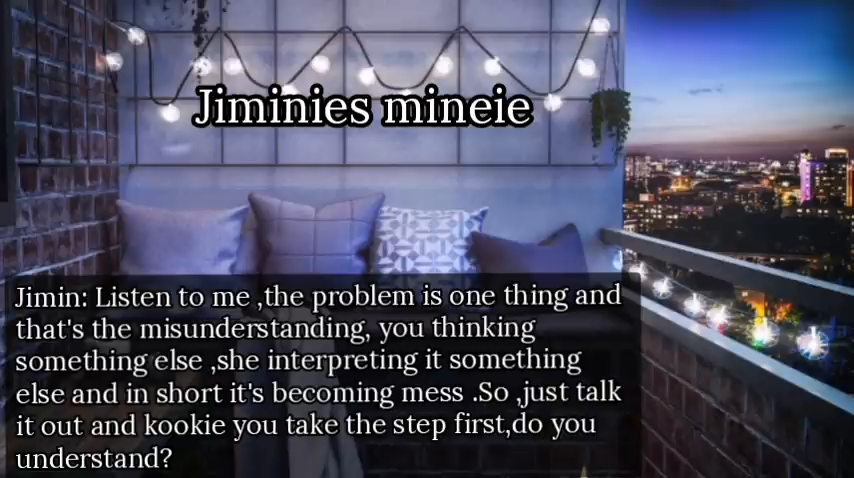 Jiminies mineie
Jimin: Listen to me ,the problem is one thing and
that's the misunderstanding, you thinking
something else ,she interpreting it something
else and in short it's becoming mess .So ,just talk
it out and kookie you take the step first,do you
understand?